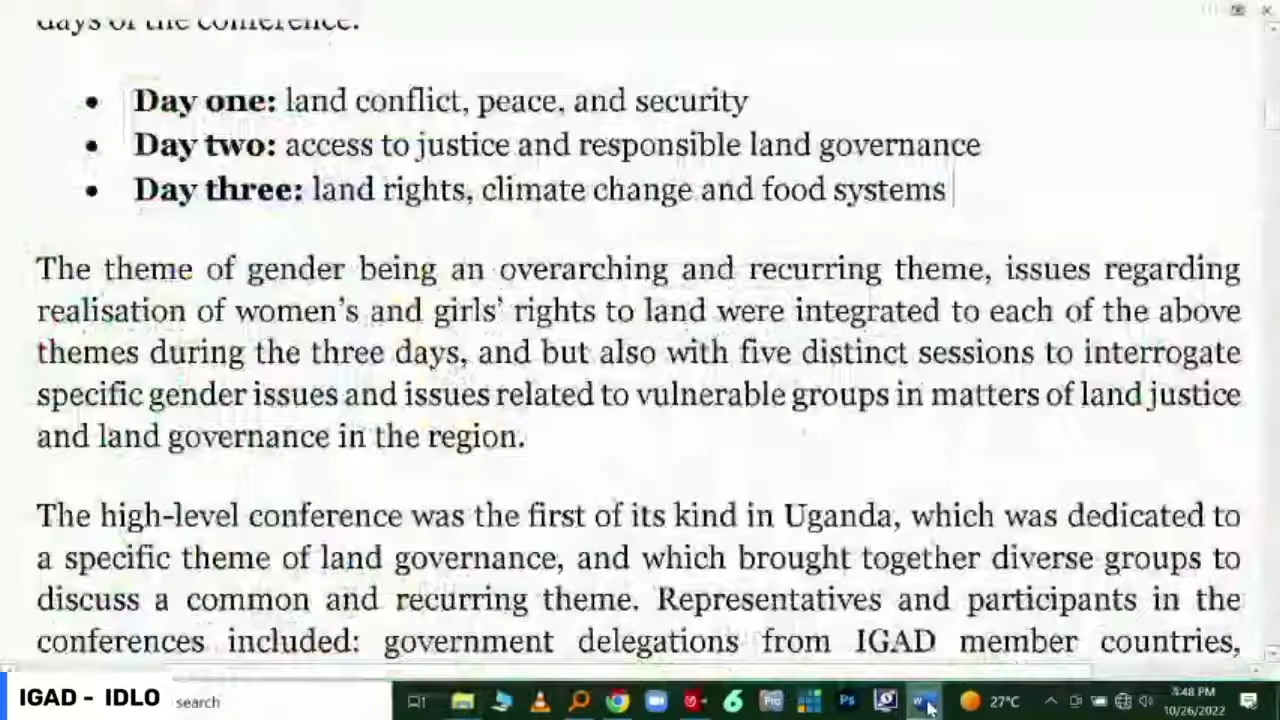 days of the conference.
• Day one: land conflict, peace, and security
• Day two: access to justice and responsible land governance
• Day three: land rights, climate change and food systems
The theme of gender being an overarching and recurring theme, issues regarding
realisation of women's and girls' rights to land were integrated to each of the above
themes during the three days, and but also with five distinct sessions to interrogate
specific gender issues and issues related to vulnerable groups in matters of land justice
and land governance in the region.
The high-level conference was the first of its kind in Uganda, which was dedicated to
a specific theme of land governance, and which brought together diverse groups to
discuss a common and recurring theme. Representatives and participants in the
conferences included: government delegations from IGAD member countries,
IGAD - IDLO
search
6
Pro
Ps
W
27°C
3:48 PM
10/26/2022